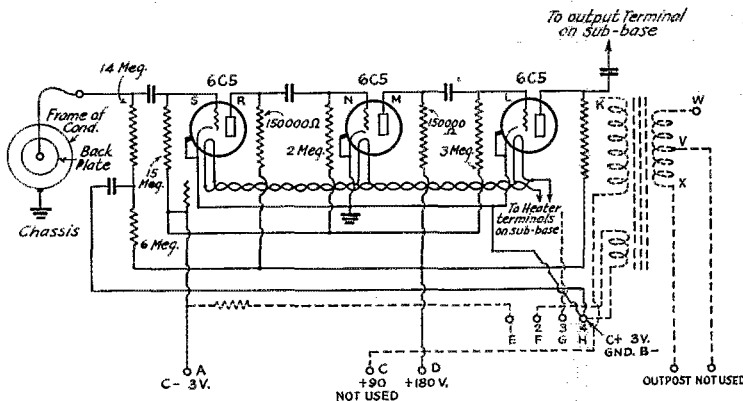 To output Terminal
on sub-base
14 Meg.
6C5
6C5
6C5
S
R
N
M
L
K
W
V
X
Frame of
Cond.
Back
Plate
Chassis
15
Meg.
150000Ω
2 Meg.
150000
Ω
3 Meg.
6 Meg.
To Heater
terminals
on sub-base
1
E
2
F
3
G
4
H
C+ 3V.
GND. B-
A
C- 3V.
C
+90
NOT USED
D
+180 V.
OUTPOST NOT USED